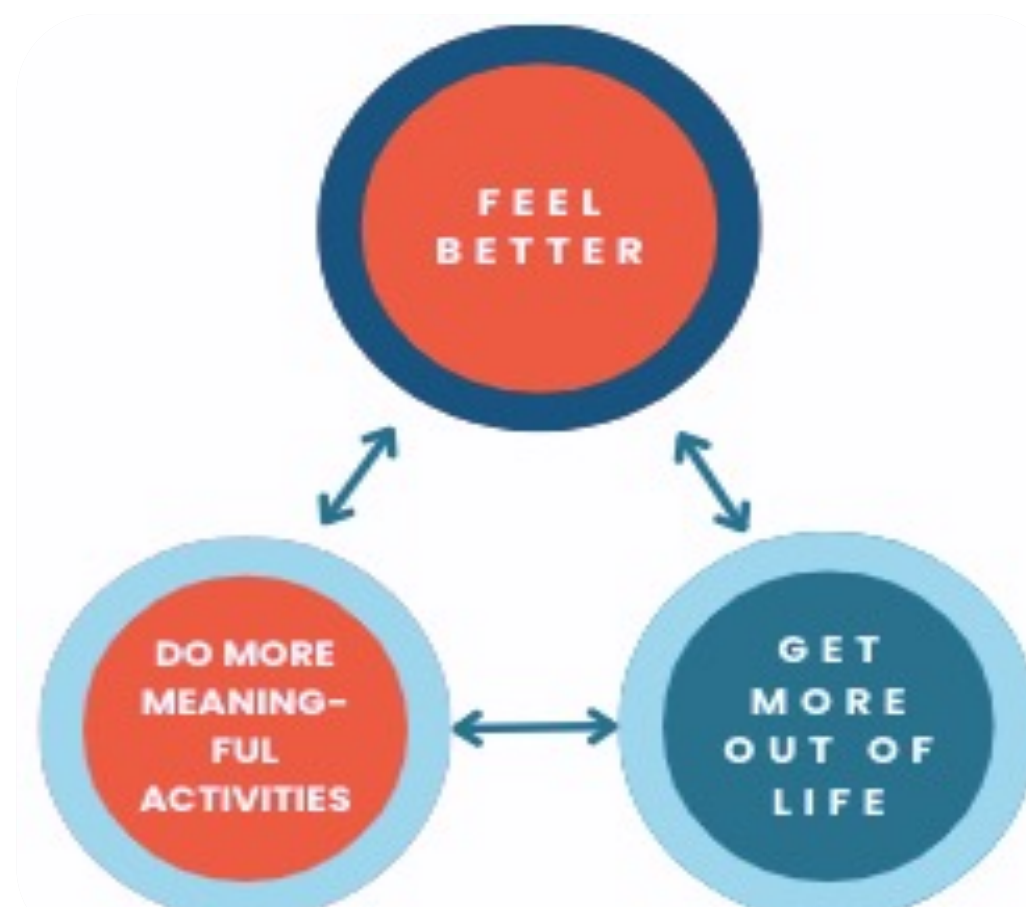 FEEL
BETTER
DO MORE
MEANING-
FUL
ACTIVITIES
GET
MORE
OUT OF
LIFE